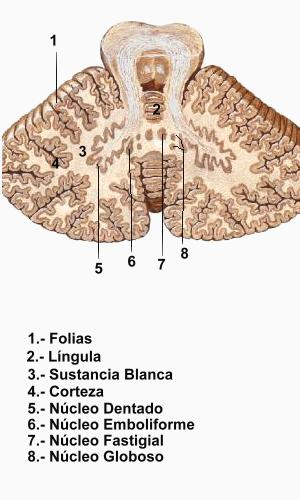 1
2
3
4
5
6
7
8
1.- Folias
2.- Língula
3.- Sustancia Blanca
4.- Corteza
5.- Núcleo Dentado
6.- Núcleo Emboliforme
7.- Núcleo Fastigial
8.- Núcleo Globoso